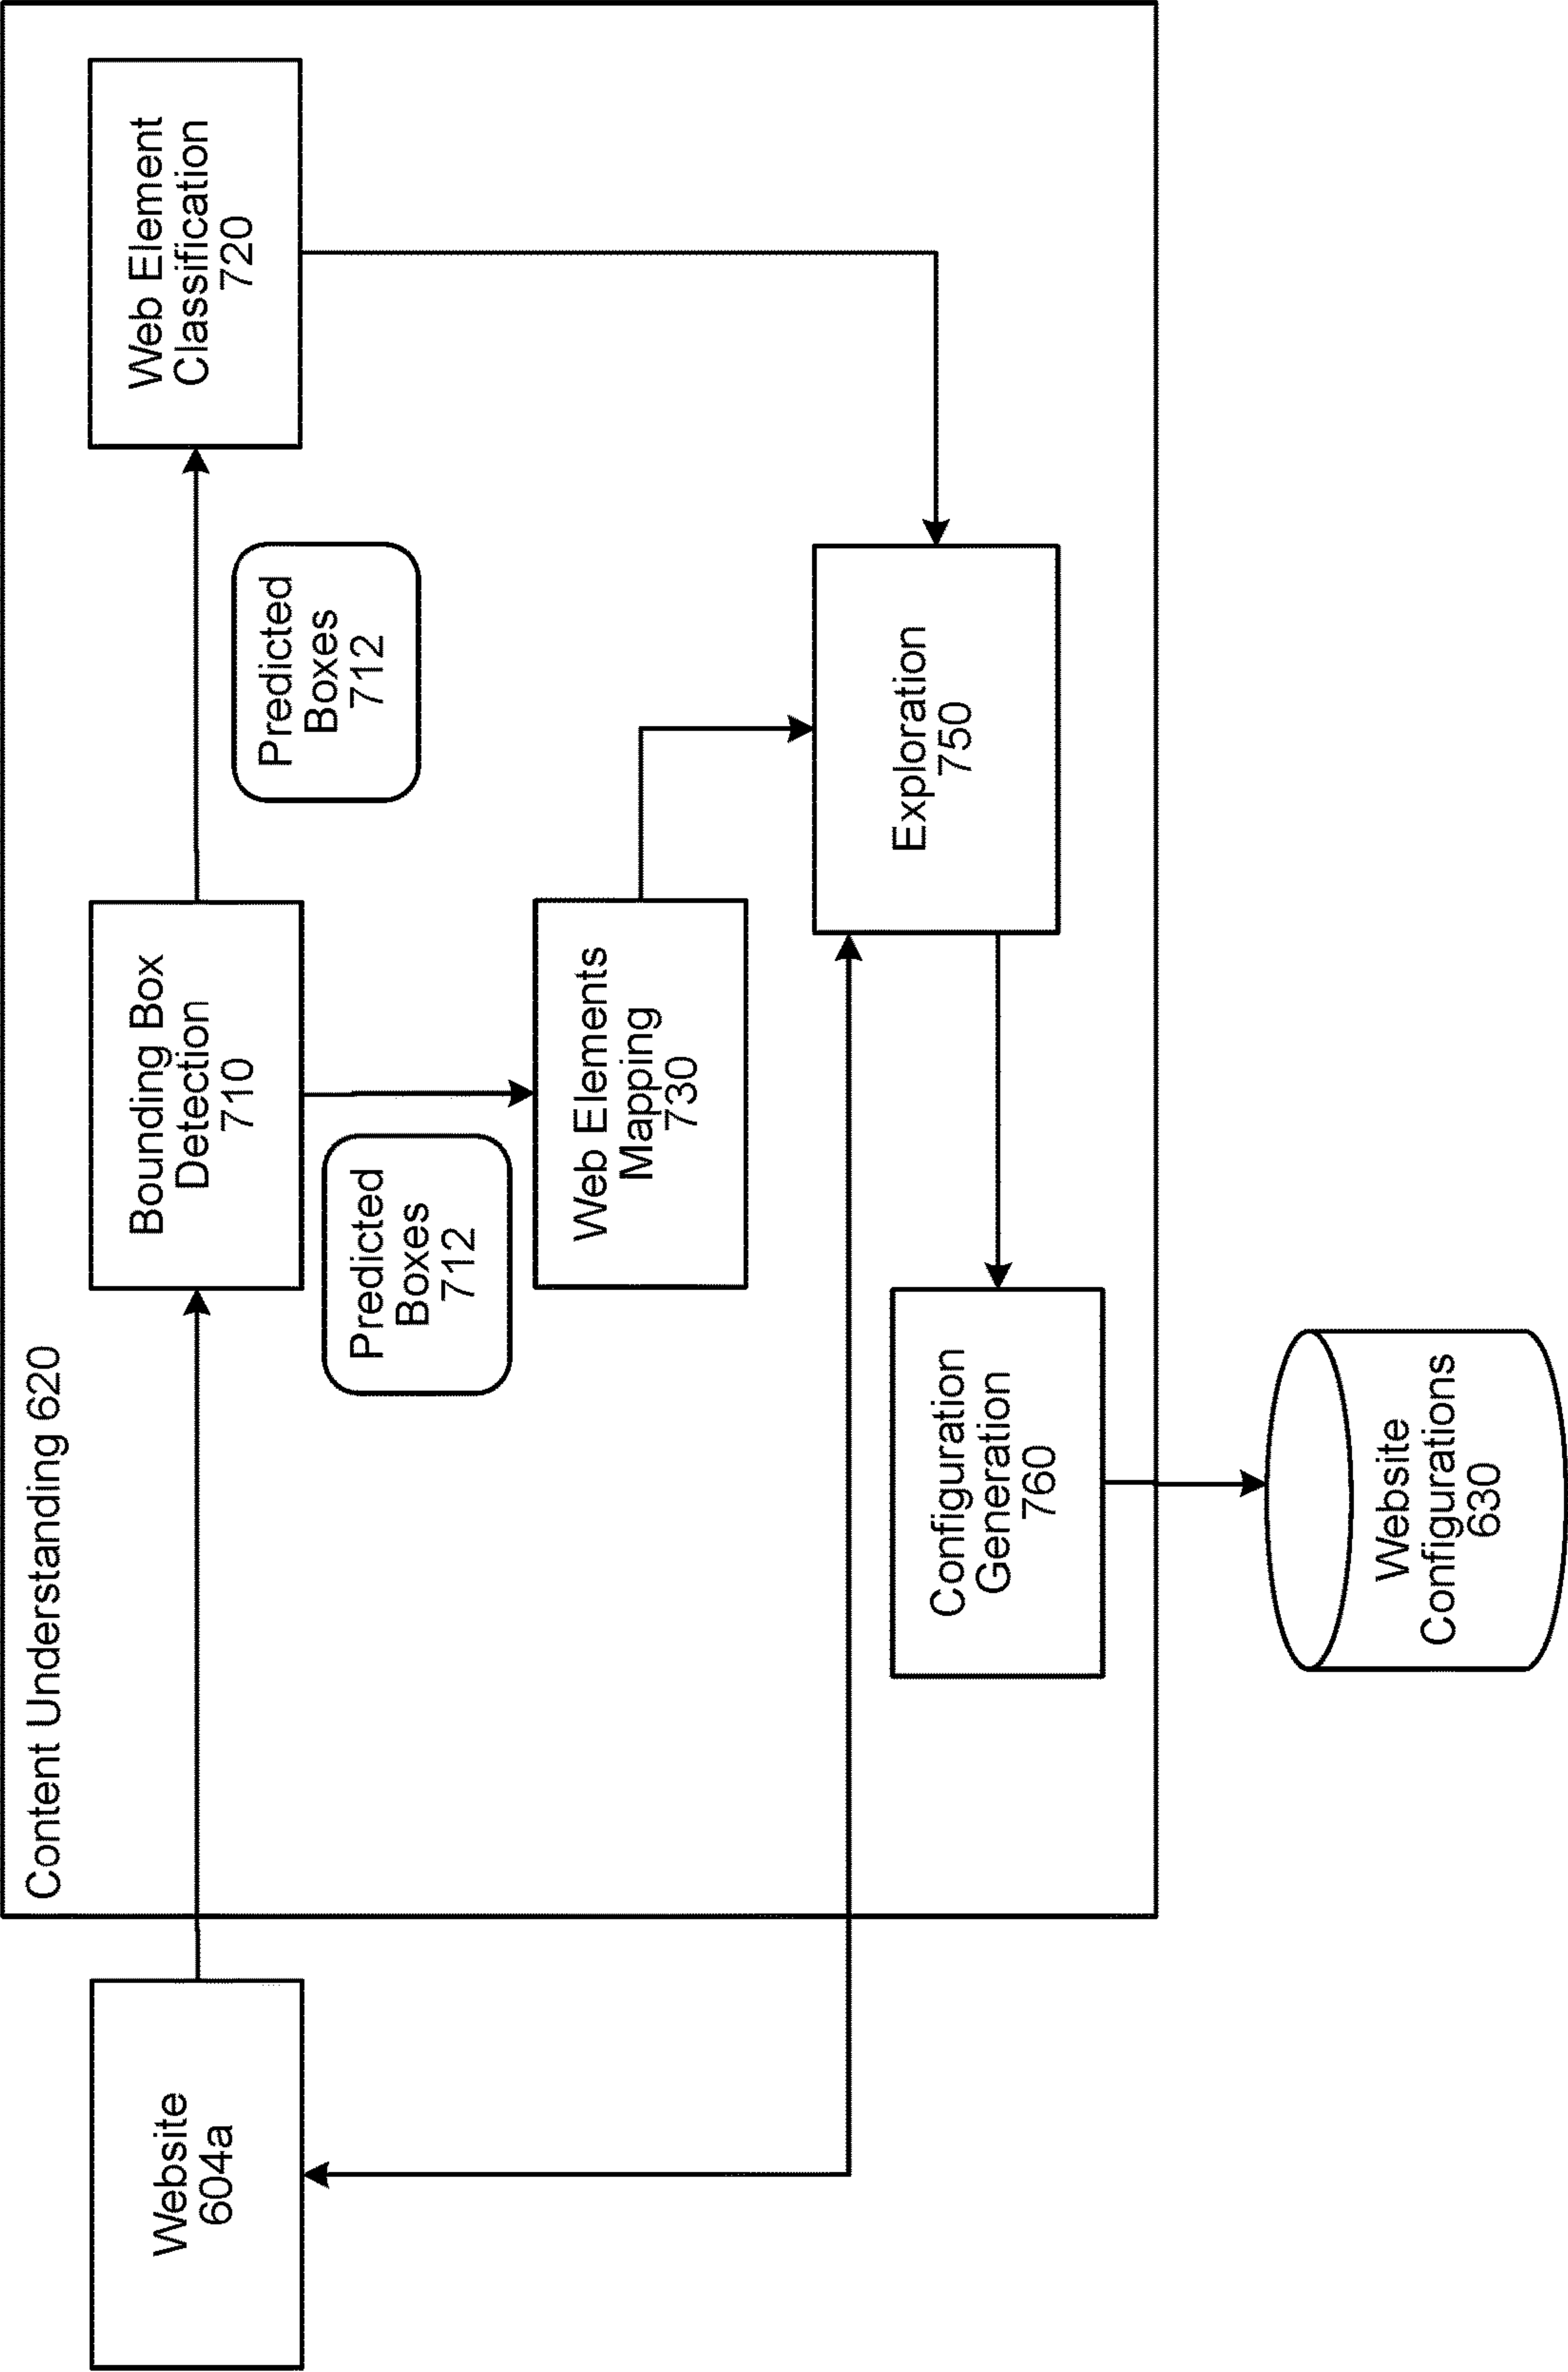 Content Understanding 620
Website
604a
Bounding Box
Detection
710
Web Element
Classification
720
Predicted
Boxes
712
Predicted
Boxes
712
Web Elements
Mapping
730
Exploration
750
Configuration
Generation
760
Website
Configurations
630